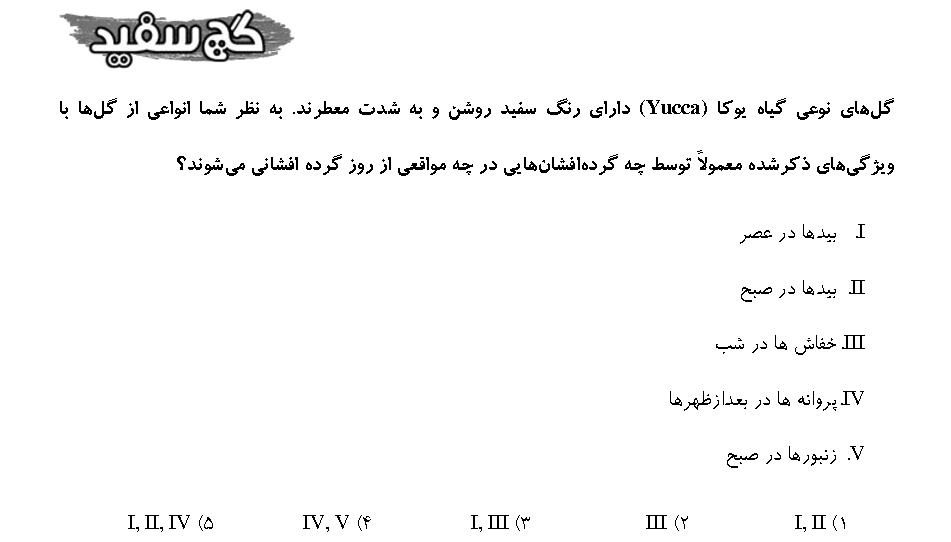 گچ سفید
گل‌های نوعی گیاه یوکا (Yucca) دارای رنگ سفید روشن و به شدت معطرند. به نظر شما انواعی از گل‌ها با
ویژگی‌های ذکرشده معمولاً توسط چه گرده‌افشان‌هایی در چه مواقعی از روز گرده افشانی می‌شوند؟
I. بیدها در عصر
II. بیدها در صبح
III. خفاش ها در شب
IV. پروانه ها در بعدازظهرها
V. زنبورها در صبح
۱) I, II ۲) III ۳) I, III ۴) IV, V ۵) I, II, IV